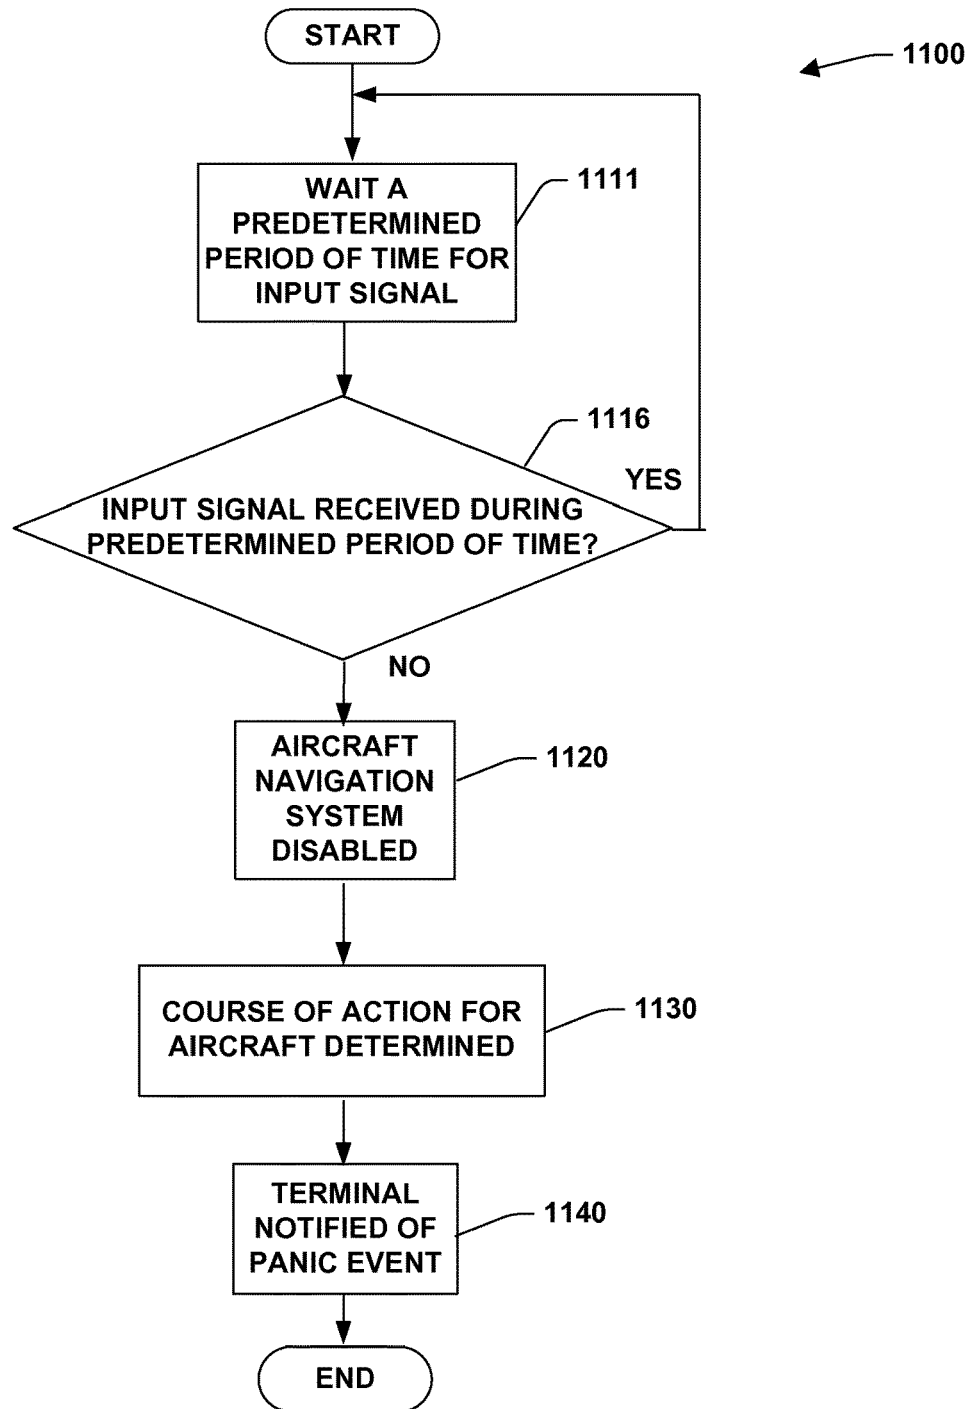 START
1100
WAIT A
PREDETERMINED
PERIOD OF TIME FOR
INPUT SIGNAL
1111
1116
YES
INPUT SIGNAL RECEIVED DURING
PREDETERMINED PERIOD OF TIME?
NO
AIRCRAFT
NAVIGATION
SYSTEM
DISABLED
1120
COURSE OF ACTION FOR
AIRCRAFT DETERMINED
1130
TERMINAL
NOTIFIED OF
PANIC EVENT
1140
END